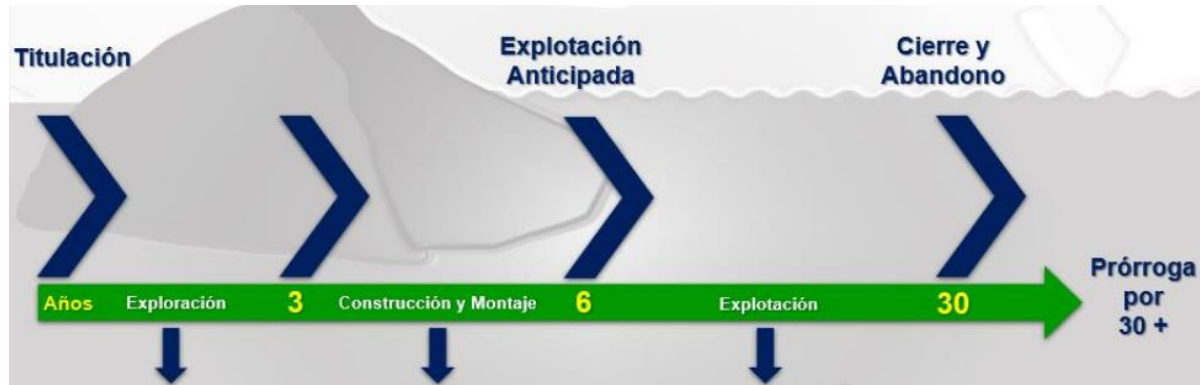 Titulación
Explotación
Anticipada
Cierre y
Abandono
Años
Exploración
3
Construcción y Montaje
6
Explotación
30
Prórroga
por
30 +